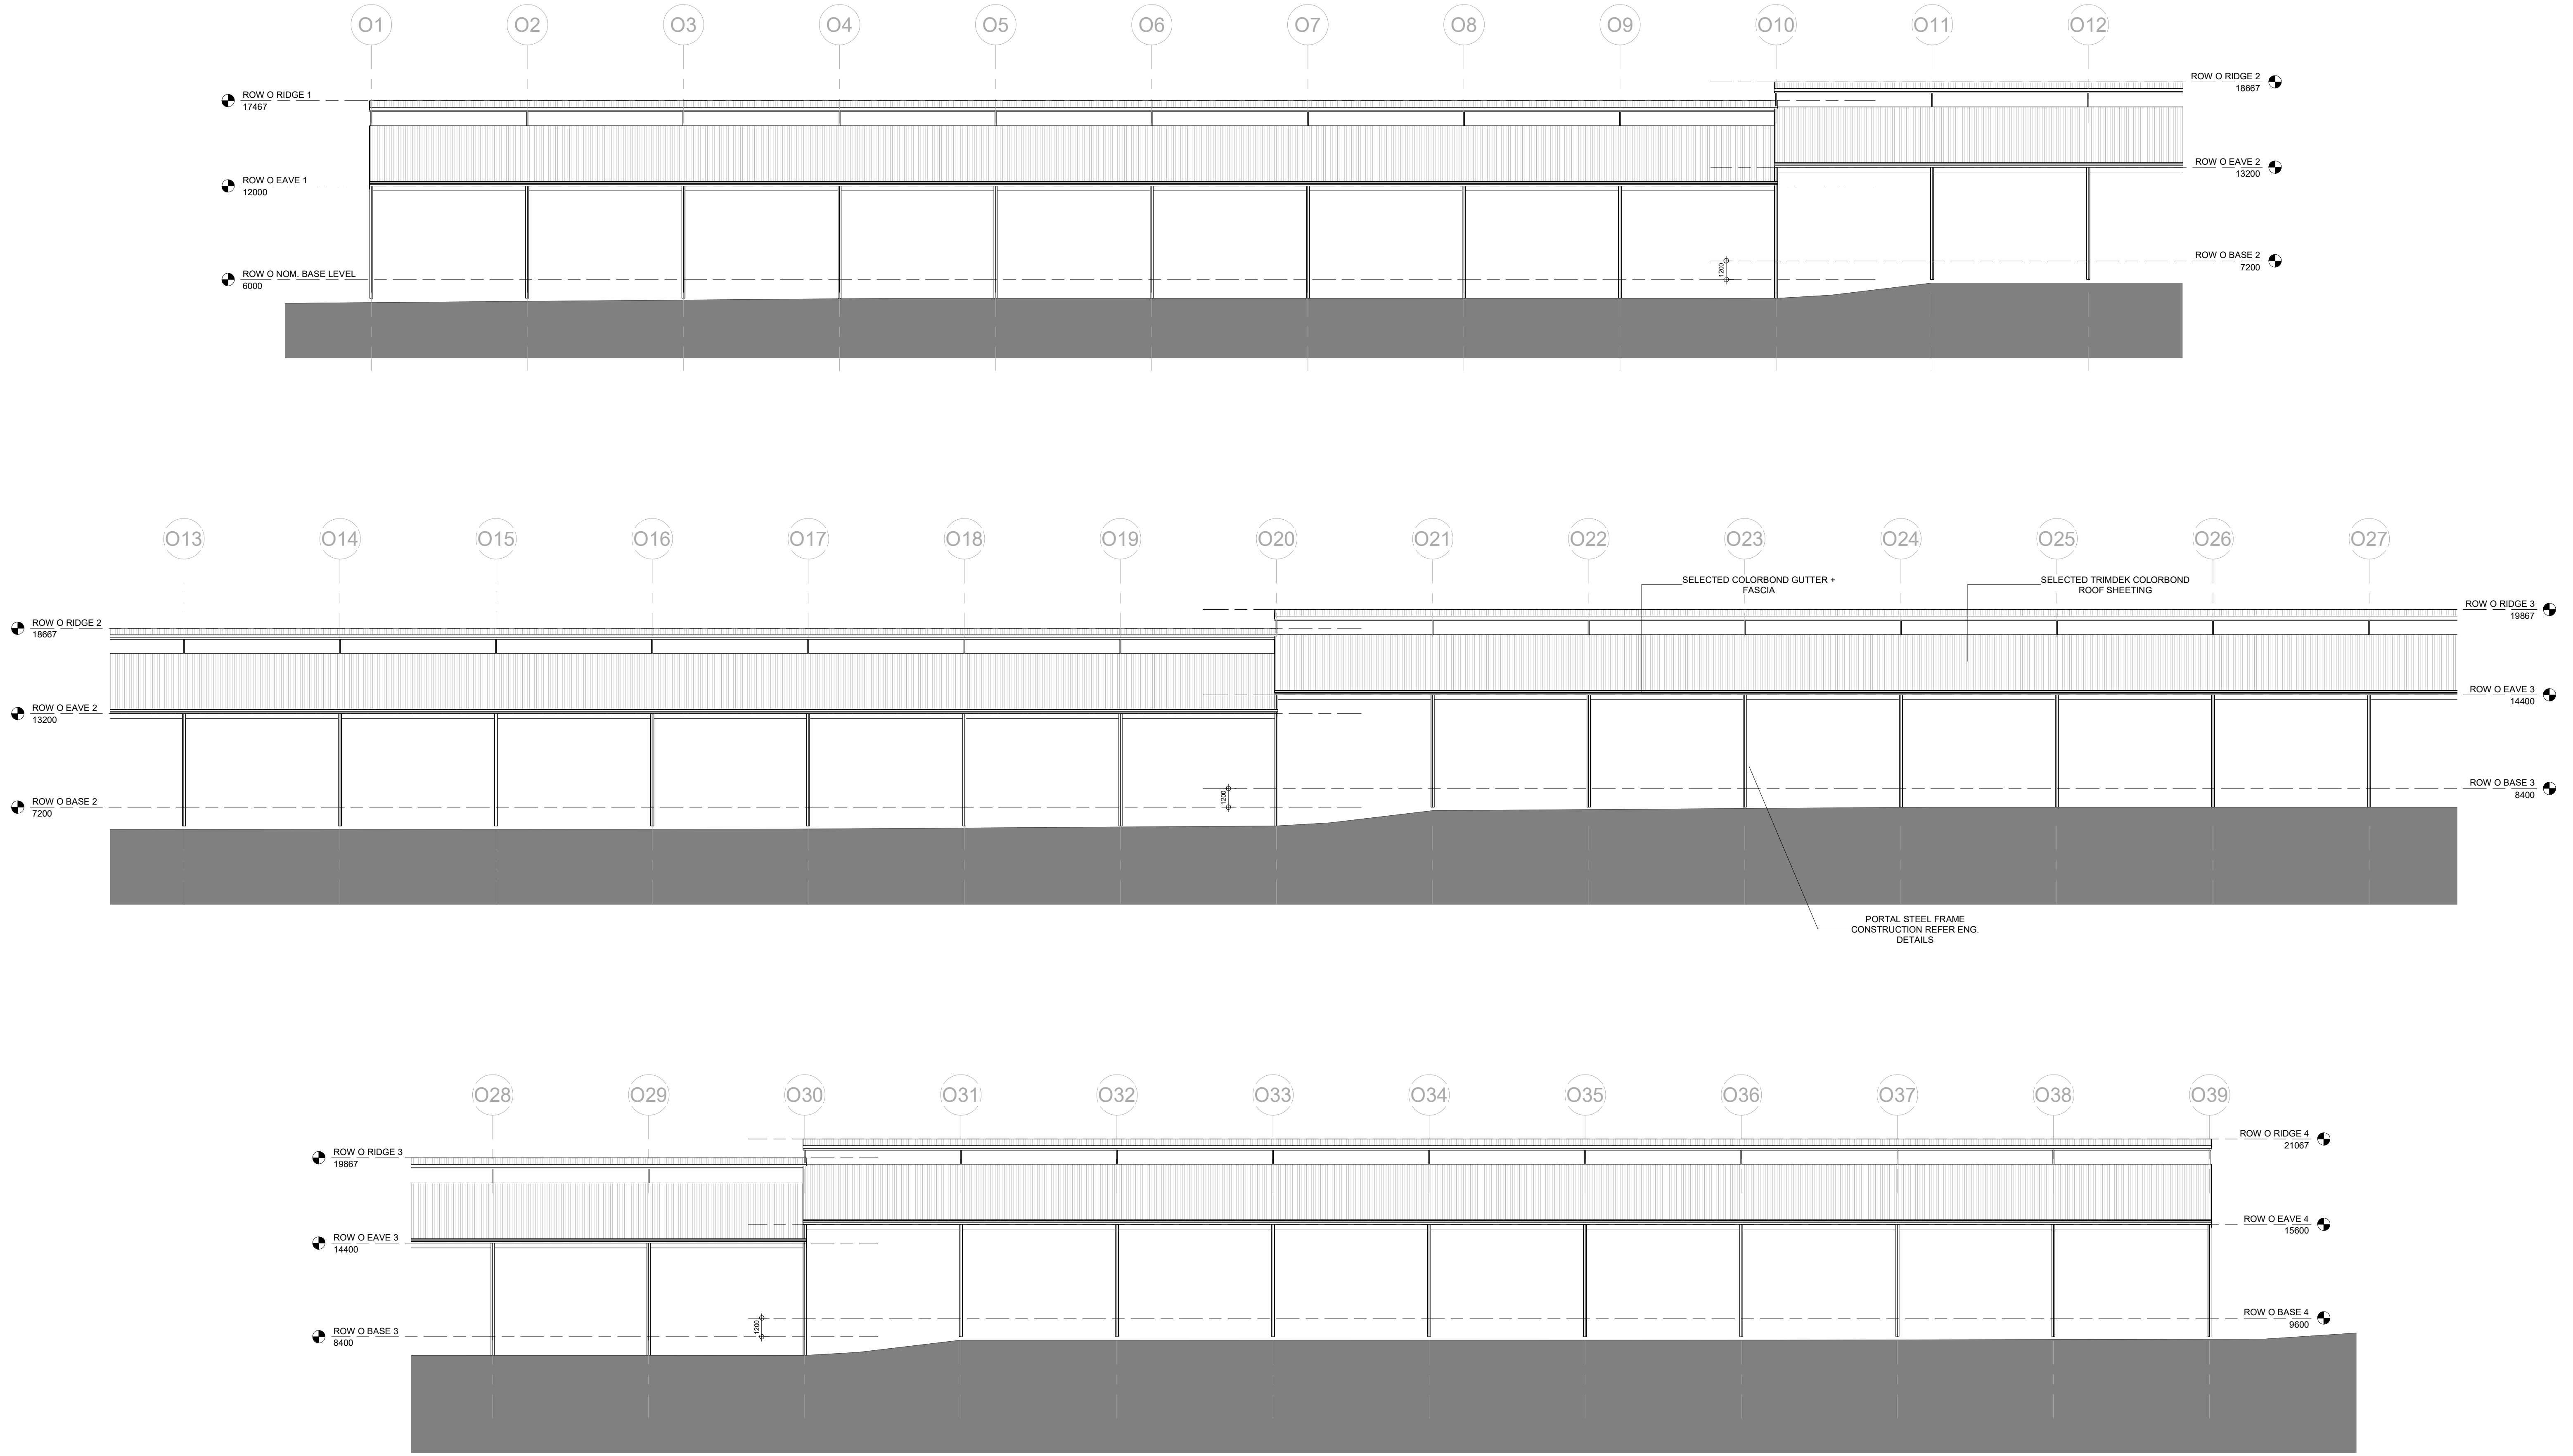 O1 O2 O3 O4 O5 O6 O7 O8 O9 O10 O11 O12
ROW O RIDGE 2
18667
ROW O RIDGE 1
17467
ROW O EAVE 2
13200
ROW O EAVE 1
12000
ROW O BASE 2
7200
1200
ROW O NOM. BASE LEVEL
6000
O13 O14 O15 O16 O17 O18 O19 O20 O21 O22 O23 O24 O25 O26 O27
SELECTED COLORBOND GUTTER +
FASCIA
SELECTED TRIMDEK COLORBOND
ROOF SHEETING
ROW O RIDGE 3
19867
ROW O RIDGE 2
18667
ROW O EAVE 3
14400
ROW O EAVE 2
13200
ROW O BASE 3
8400
1200
ROW O BASE 2
7200
PORTAL STEEL FRAME
CONSTRUCTION REFER ENG.
DETAILS
O28 O29 O30 O31 O32 O33 O34 O35 O36 O37 O38 O39
ROW O RIDGE 4
21067
ROW O RIDGE 3
19867
ROW O EAVE 4
15600
ROW O EAVE 3
14400
ROW O BASE 4
9600
1200
ROW O BASE 3
8400